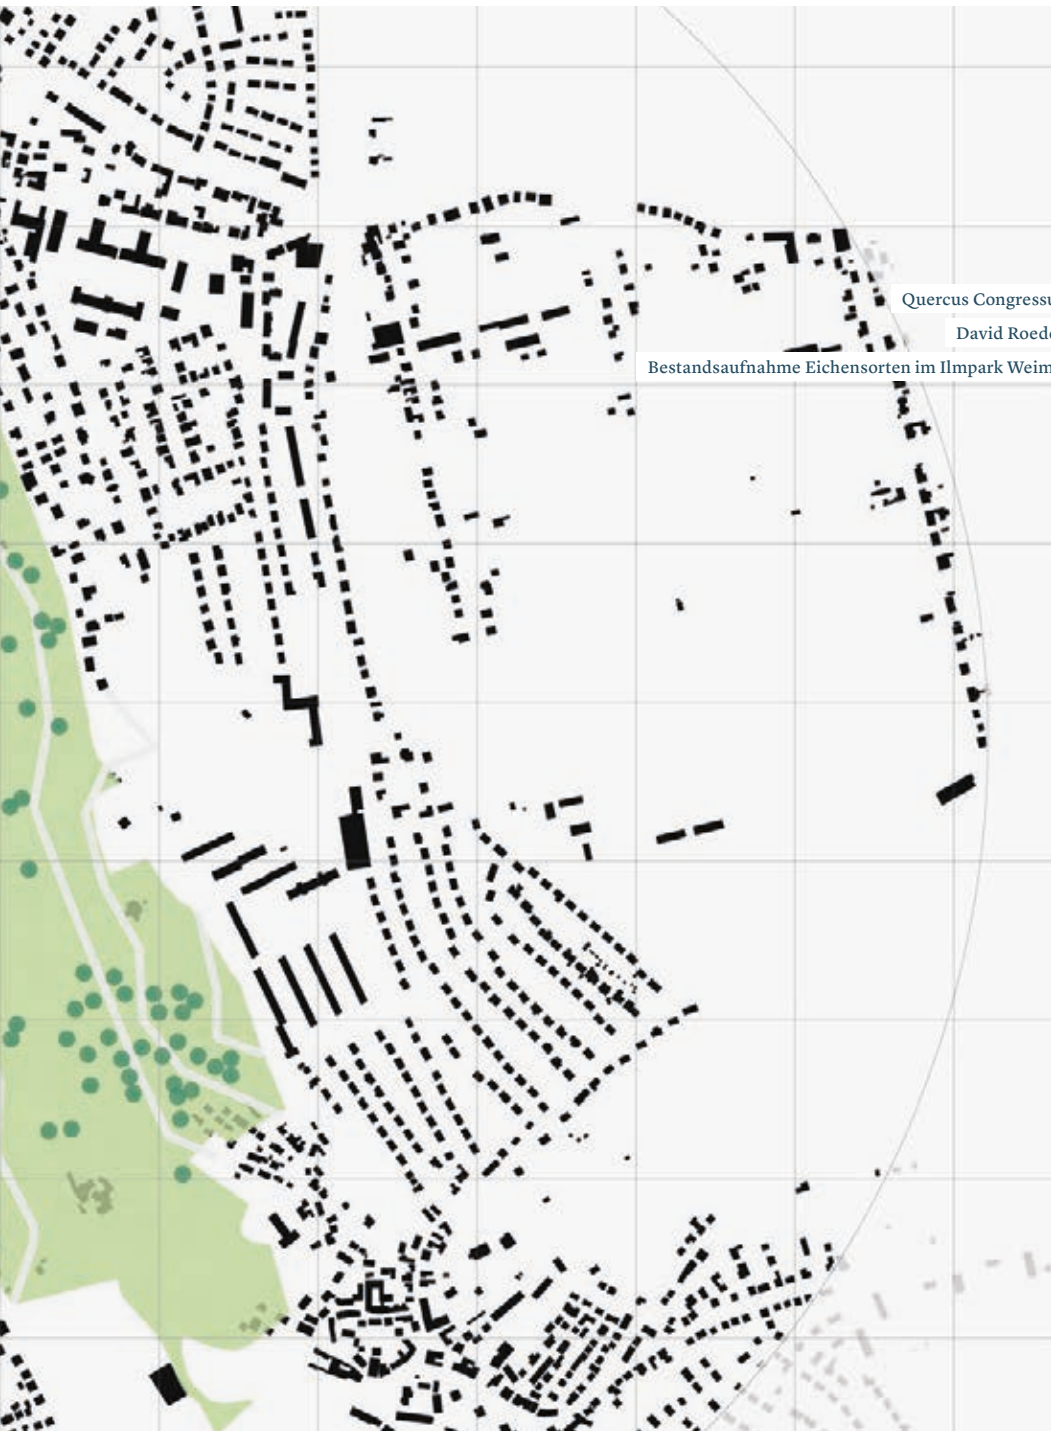 Quercus Congressu
David Roede
Bestandsaufnahme Eichensorten im Ilmpark Weim